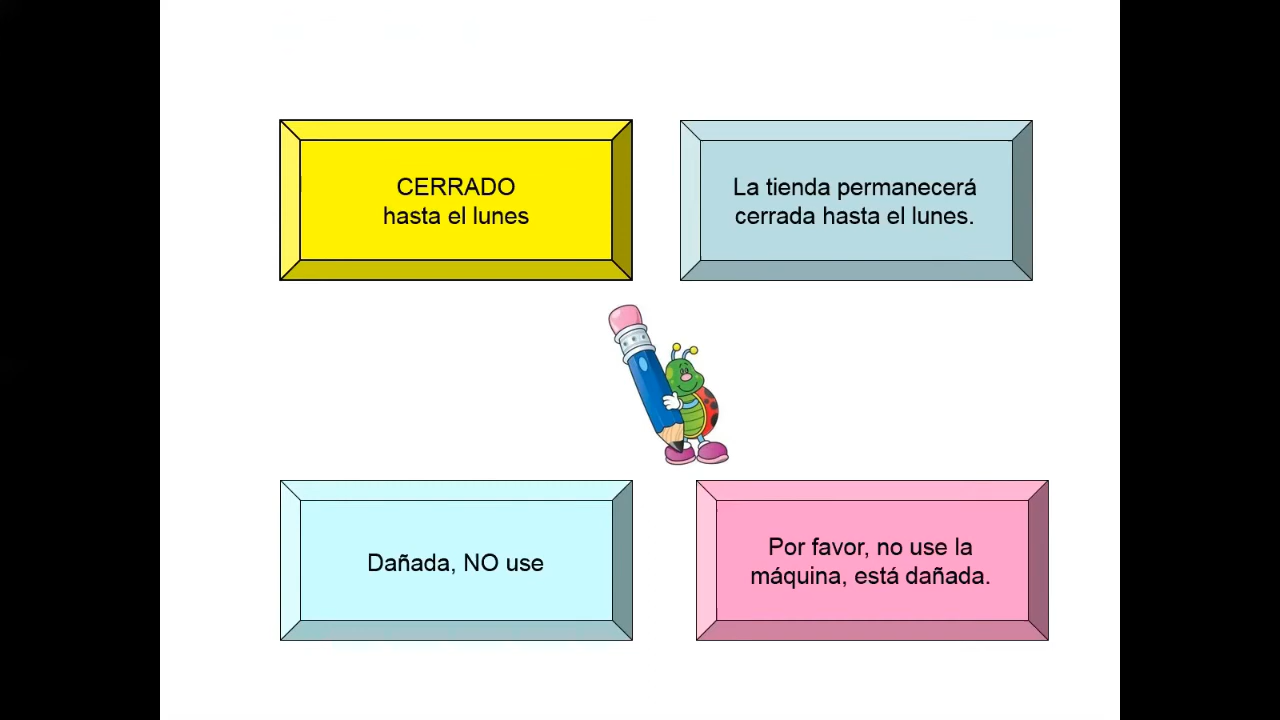 CERRADO
hasta el lunes
La tienda permanecerá
cerrada hasta el lunes.
Dañada, NO use
Por favor, no use la
máquina, está dañada.